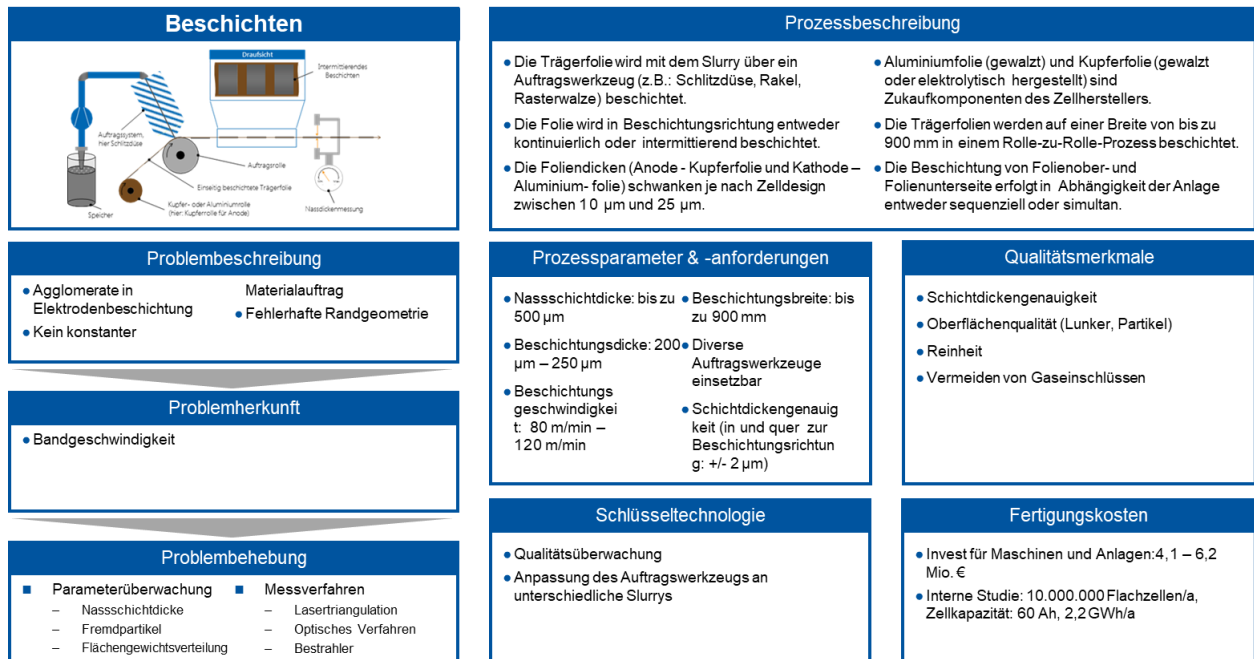 Beschichten
Draufsicht
Intermittierendes
Beschichten
Auftragssystem,
hier Schlitzdüse
Auftragsrolle
Einseitig beschichtete Trägerfolie
Kupfer- oder Aluminiumrolle
(hier: Kupferrolle für Anode)
Speicher
Nassdickenmessung
Prozessbeschreibung
● Die Trägerfolie wird mit dem Slurry über ein
Auftragswerkzeug (z.B.: Schlitzdüse, Rakel,
Rasterwalze) beschichtet.
● Die Folie wird in Beschichtungsrichtung entweder
kontinuierlich oder intermittierend beschichtet.
● Die Foliendicken (Anode - Kupferfolie und Kathode –
Aluminium- folie) schwanken je nach Zelldesign
zwischen 10 µm und 25 µm.
● Aluminiumfolie (gewalzt) und Kupferfolie (gewalzt
oder elektrolytisch hergestellt) sind
Zukaufkomponenten des Zellherstellers.
● Die Trägerfolien werden auf einer Breite von bis zu
900 mm in einem Rolle-zu-Rolle-Prozess beschichtet.
● Die Beschichtung von Folienober- und
Folienunterseite erfolgt in Abhängigkeit der Anlage
entweder sequenziell oder simultan.
Problembeschreibung
● Agglomerate in
Elektrodenbeschichtung
● Kein konstanter
Materialauftrag
● Fehlerhafte Randgeometrie
Problemherkunft
● Bandgeschwindigkeit
Problembehebung
■ Parameterüberwachung
– Nassschichtdicke
– Fremdpartikel
– Flächengewichtsverteilung
■ Messverfahren
– Lasertriangulation
– Optisches Verfahren
– Bestrahler
Prozessparameter & -anforderungen
● Nassschichtdicke: bis zu
500 µm
● Beschichtungsdicke: 200
µm – 250 µm
● Beschichtungs
geschwindigkei
t: 80 m/min –
120 m/min
● Beschichtungsbreite: bis
zu 900 mm
● Diverse
Auftragswerkzeuge
einsetzbar
● Schichtdickengenauig
keit (in und quer zur
Beschichtungsrichtun
g: +/- 2 µm)
Qualitätsmerkmale
● Schichtdickengenauigkeit
● Oberflächenqualität (Lunker, Partikel)
● Reinheit
● Vermeiden von Gaseinschlüssen
Schlüsseltechnologie
● Qualitätsüberwachung
● Anpassung des Auftragswerkzeugs an
unterschiedliche Slurrys
Fertigungskosten
● Invest für Maschinen und Anlagen:4,1 – 6,2
Mio. €
● Interne Studie: 10.000.000 Flachzellen/a,
Zellkapazität: 60 Ah, 2,2 GWh/a